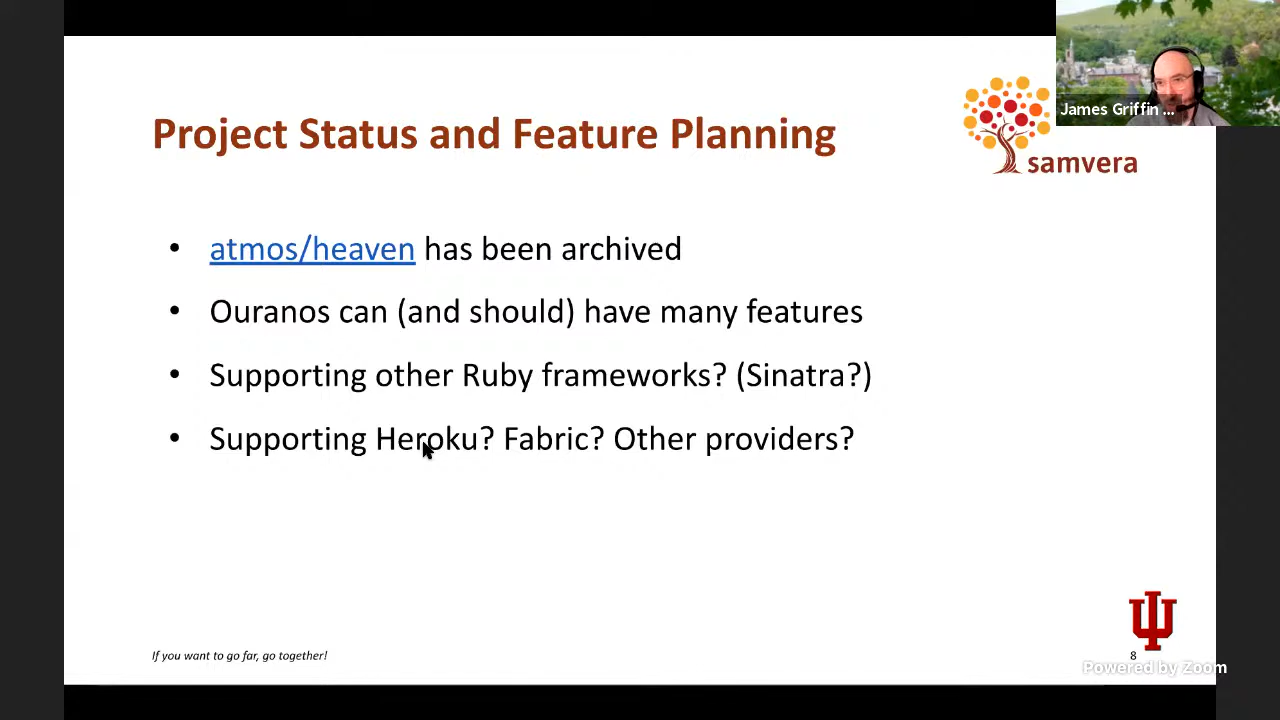 James Griffin ...
samvera
Project Status and Feature Planning
• atmos/heaven has been archived
• Ouranos can (and should) have many features
• Supporting other Ruby frameworks? (Sinatra?)
• Supporting Heroku? Fabric? Other providers?
If you want to go far, go together!
8
Powered by Zoom